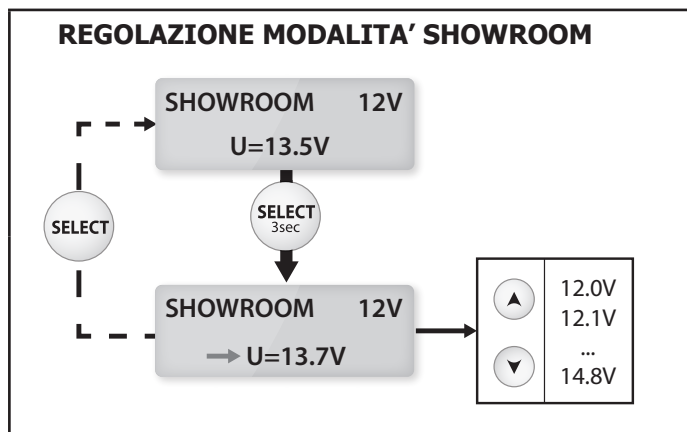 REGOLAZIONE MODALITA’ SHOWROOM
SHOWROOM 12V
U=13.5V
SELECT
SELECT
3sec
SHOWROOM 12V
U=13.7V
12.0V
12.1V
...
14.8V